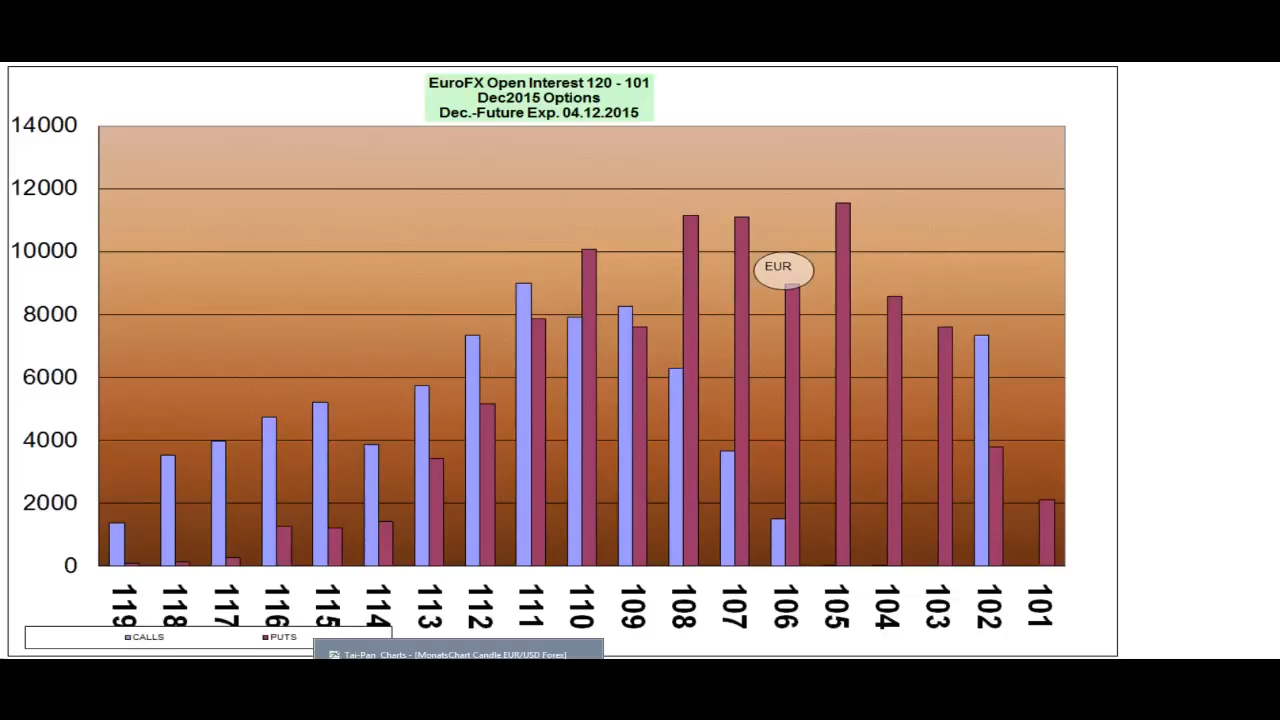 EuroFX Open Interest 120 - 101
Dec2015 Options
Dec.-Future Exp. 04.12.2015
14000
12000
10000
8000
6000
4000
2000
0
EUR
119 118 117 116 115 114 113 112 111 110 109 108 107 106 105 104 103 102 101
CALLS PUTS
Tai-Pan Charts - [MonatsChart Candle EUR/USD Forex]